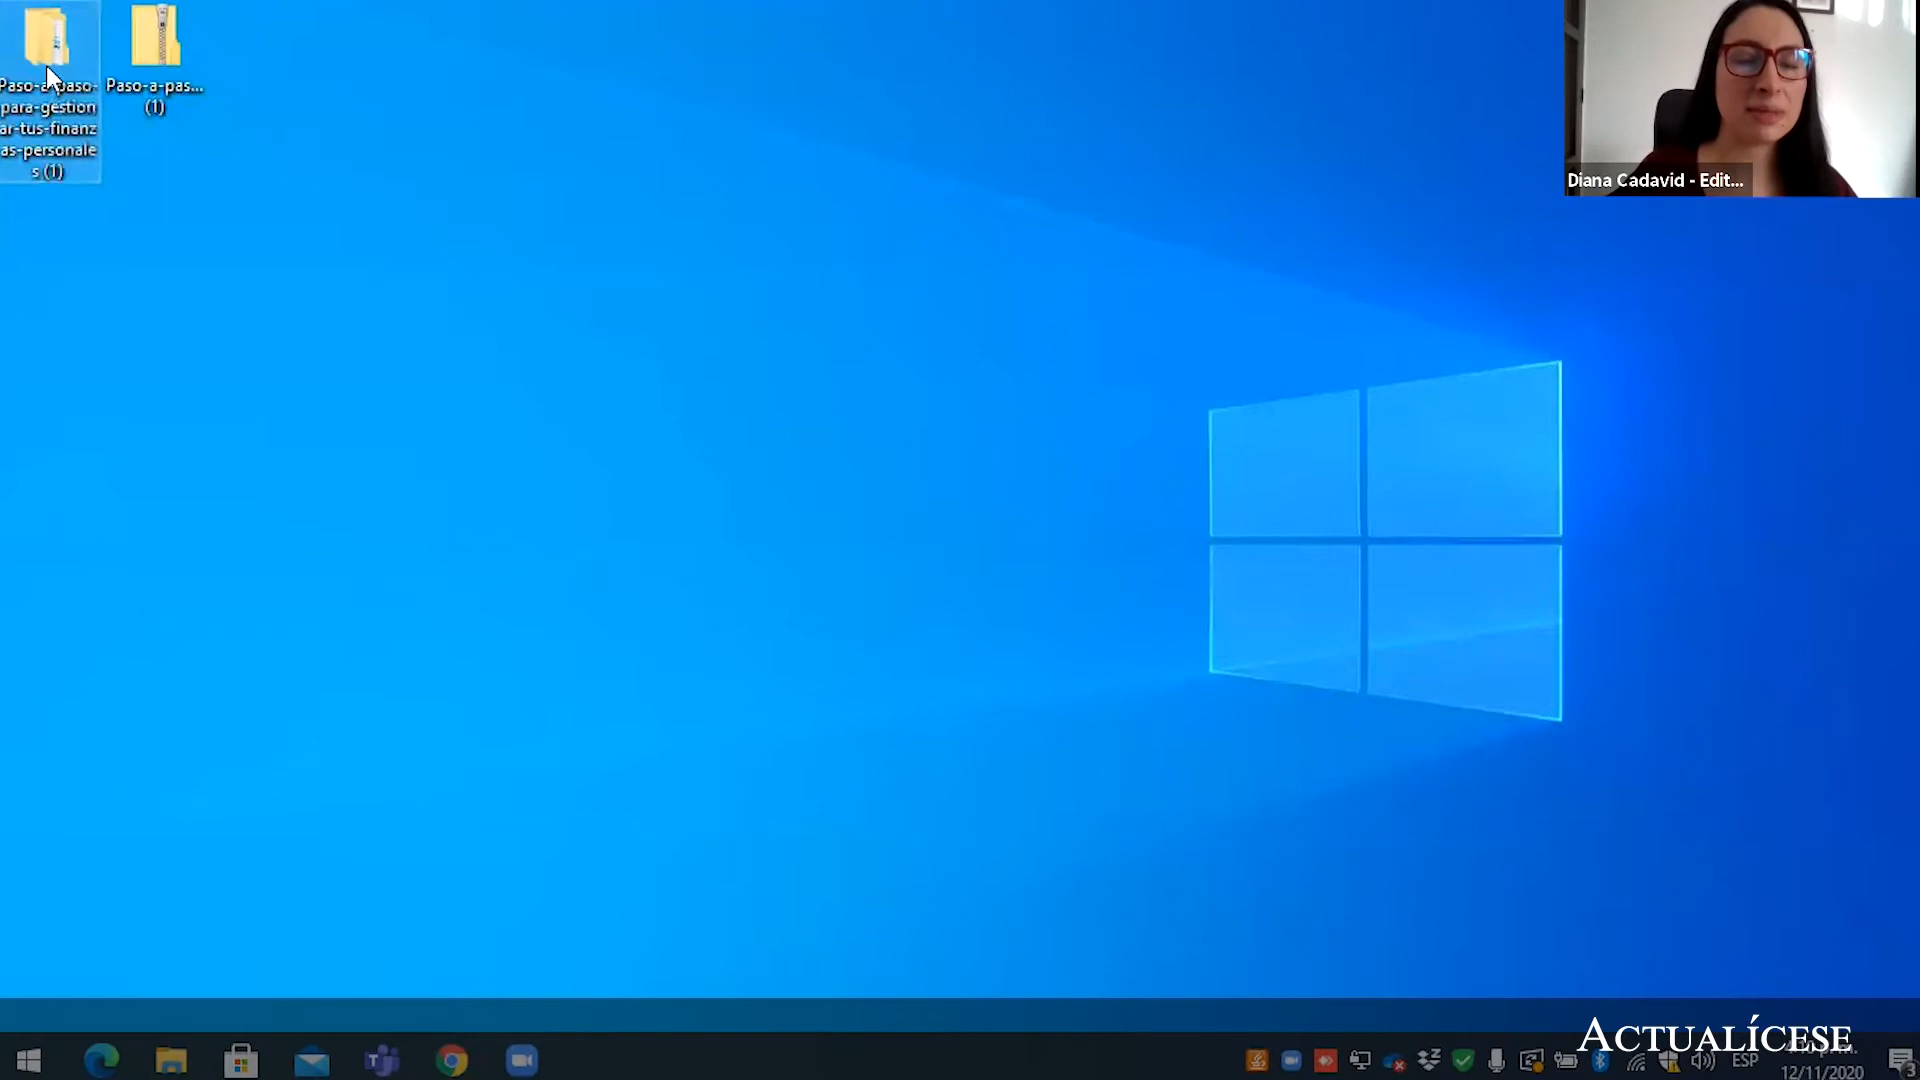 Paso-a-paso-
para-gestion
ar-tus-finanz
as-personale
s (1)
Paso-a-pas...
(1)
Diana Cadavid - Edit...
ACTUALÍCESE
ESP
12/11/2020
3